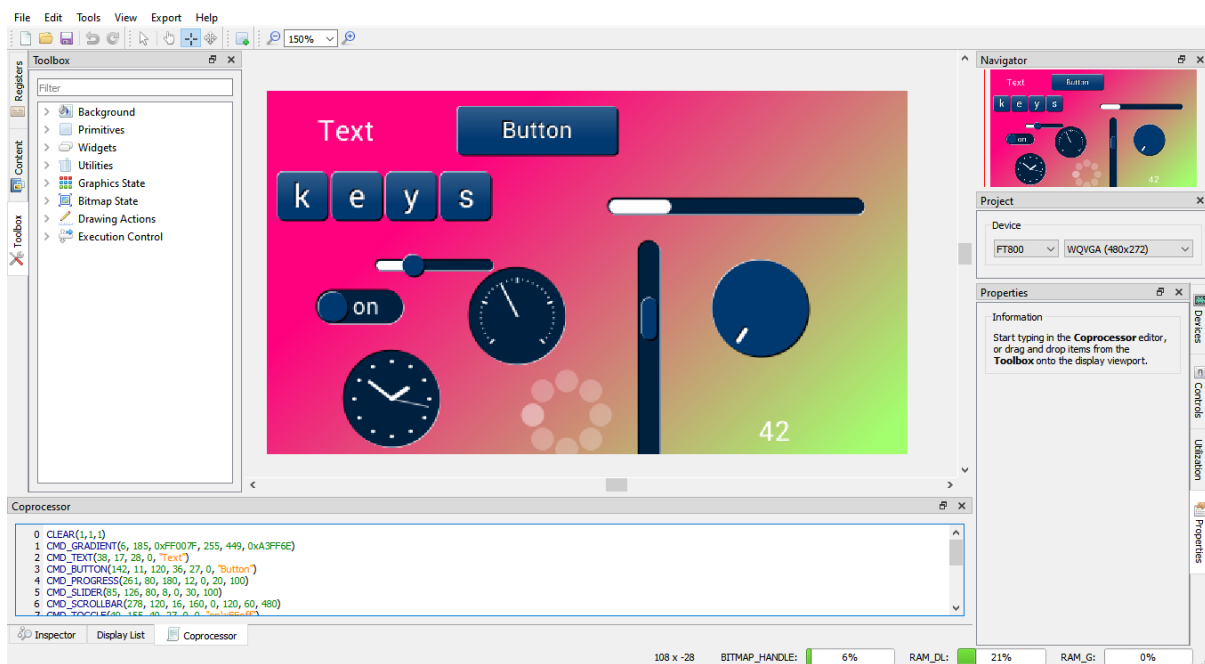 File Edit Tools View Export Help
150%
Registers
Content
Toolbox
Toolbox
Filter
Background
Primitives
Widgets
Utilities
Graphics State
Bitmap State
Drawing Actions
Execution Control
Text
Button
k e y s
on
42
Navigator
Text
Button
k e y s
on
42
Project
Device
FT800 WQVGA (480x272)
Properties
Information
Start typing in the Coprocessor editor,
or drag and drop items from the
Toolbox onto the display viewport.
Devices
Controls
Utilization
Properties
Coprocessor
0 CLEAR(1,1,1)
1 CMD_GRADIENT(6, 185, 0xFF007F, 255, 449, 0xA3FF6E)
2 CMD_TEXT(38, 17, 28, 0, "Text")
3 CMD_BUTTON(142, 11, 120, 36, 27, 0, "Button")
4 CMD_PROGRESS(261, 80, 180, 12, 0, 20, 100)
5 CMD_SLIDER(85, 126, 80, 8, 0, 30, 100)
6 CMD_SCROLLBAR(278, 120, 16, 160, 0, 120, 60, 480)
Inspector Display List Coprocessor
108 x -28 BITMAP_HANDLE: 6% RAM_DL: 21% RAM_G: 0%